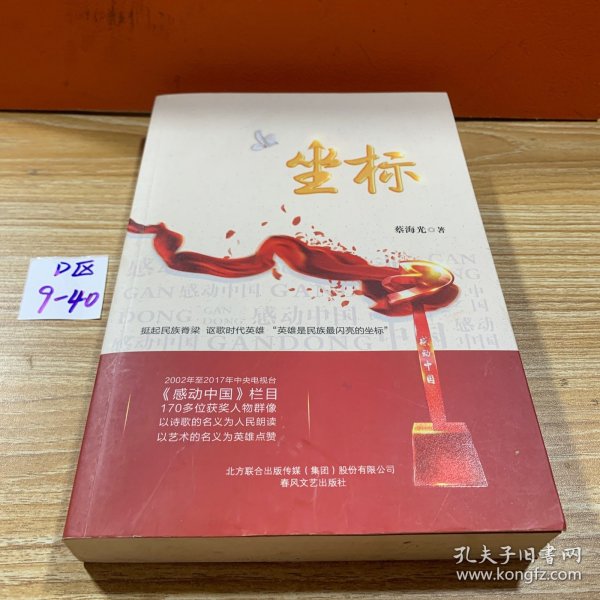 坐标
蔡海光◎著
感动中国
GAN 感动中国
DONG
GANDONG
感动中国
挺起民族脊梁 讴歌时代英雄 “英雄是民族最闪亮的坐标”
2002年至2017年中央电视台
《感动中国》栏目
170多位获奖人物群像
以诗歌的名义为人民朗读
以艺术的名义为英雄点赞
北方联合出版传媒（集团）股份有限公司
春风文艺出版社
D区
9-40
孔夫子旧书网
www.kongfz.com